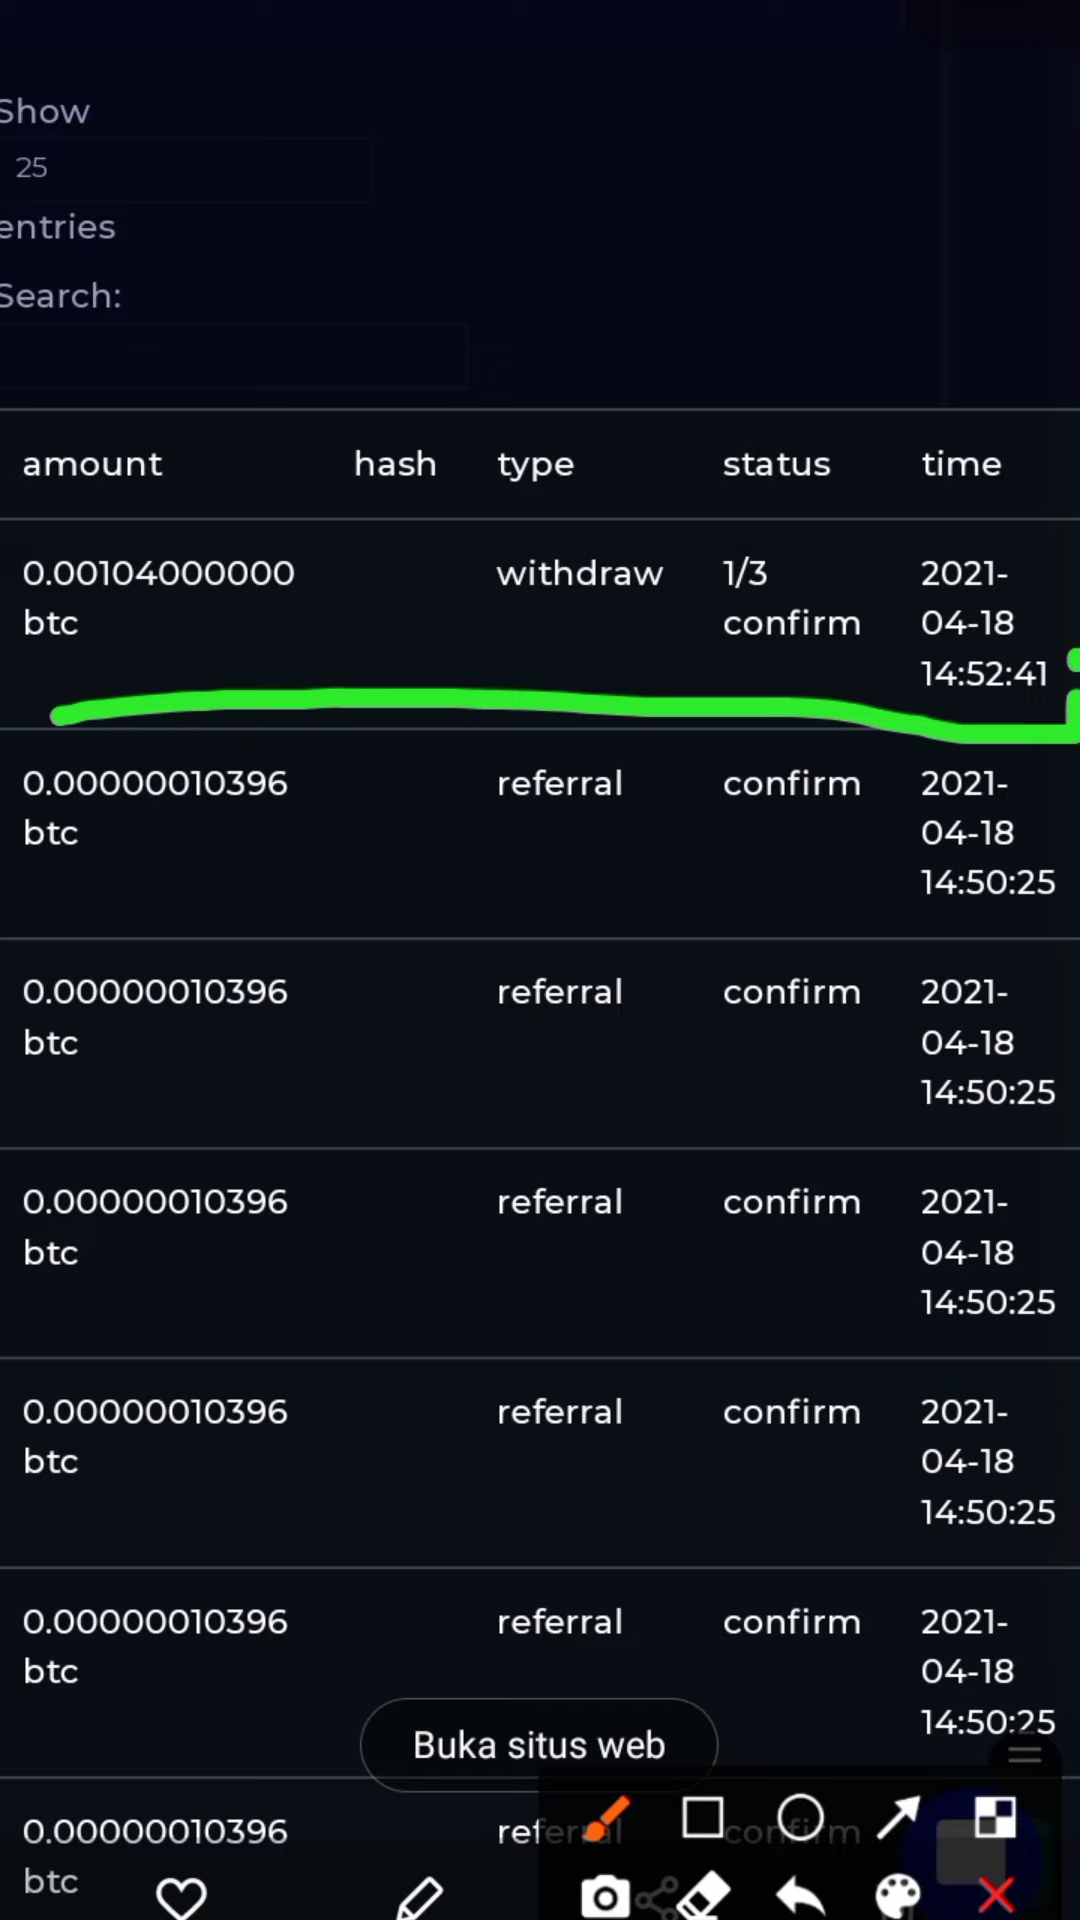 Show
25
entries
Search:
amount hash type status time
0.00104000000 withdraw 1/3 2021-
btc confirm 04-18
14:52:41
0.00000010396 referral confirm 2021-
btc 04-18
14:50:25
0.00000010396 referral confirm 2021-
btc 04-18
14:50:25
0.00000010396 referral confirm 2021-
btc 04-18
14:50:25
0.00000010396 referral confirm 2021-
btc 04-18
14:50:25
0.00000010396 referral confirm 2021-
btc 04-18
14:50:25
Buka situs web
0.00000010396 referral confirm
btc